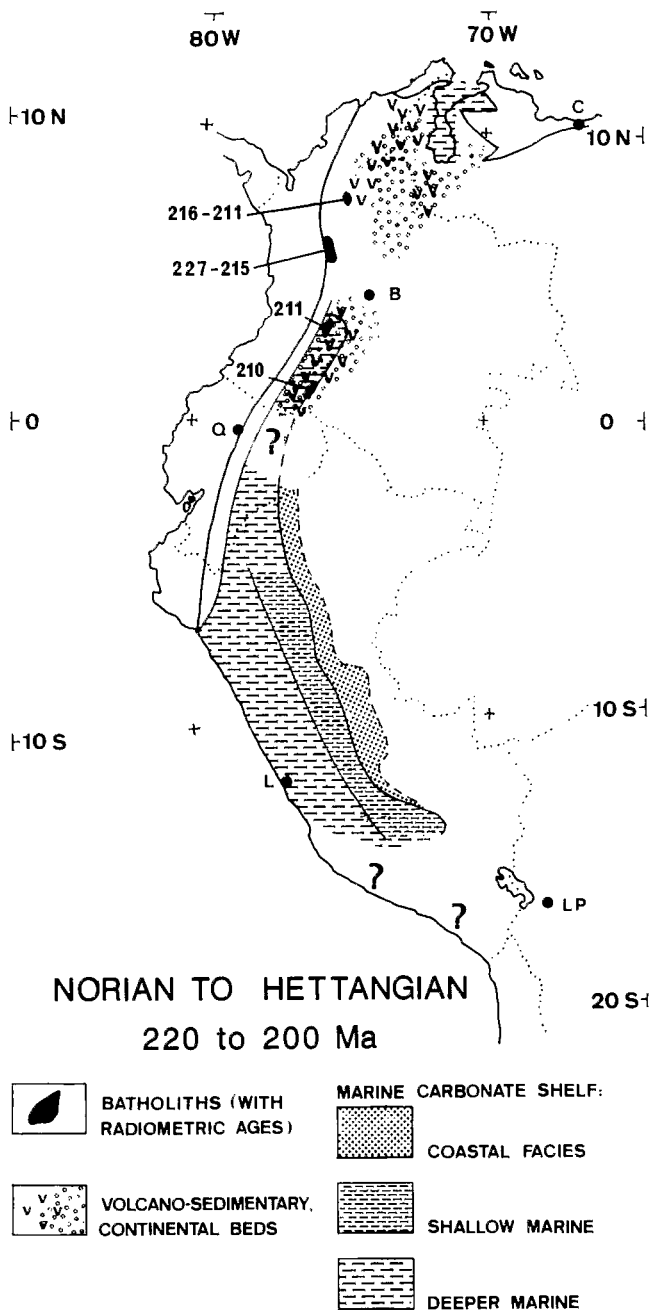 80 W 70 W
10 N
C
10 N
216-211
227-215
B
211
210
0 Q ? 0
G
10 S
10 S
L
? ?
LP
NORIAN TO HETTANGIAN
20 S
220 to 200 Ma
BATHOLITHS (WITH
RADIOMETRIC AGES)
VOLCANO-SEDIMENTARY,
CONTINENTAL BEDS
MARINE CARBONATE SHELF:
COASTAL FACIES
SHALLOW MARINE
DEEPER MARINE